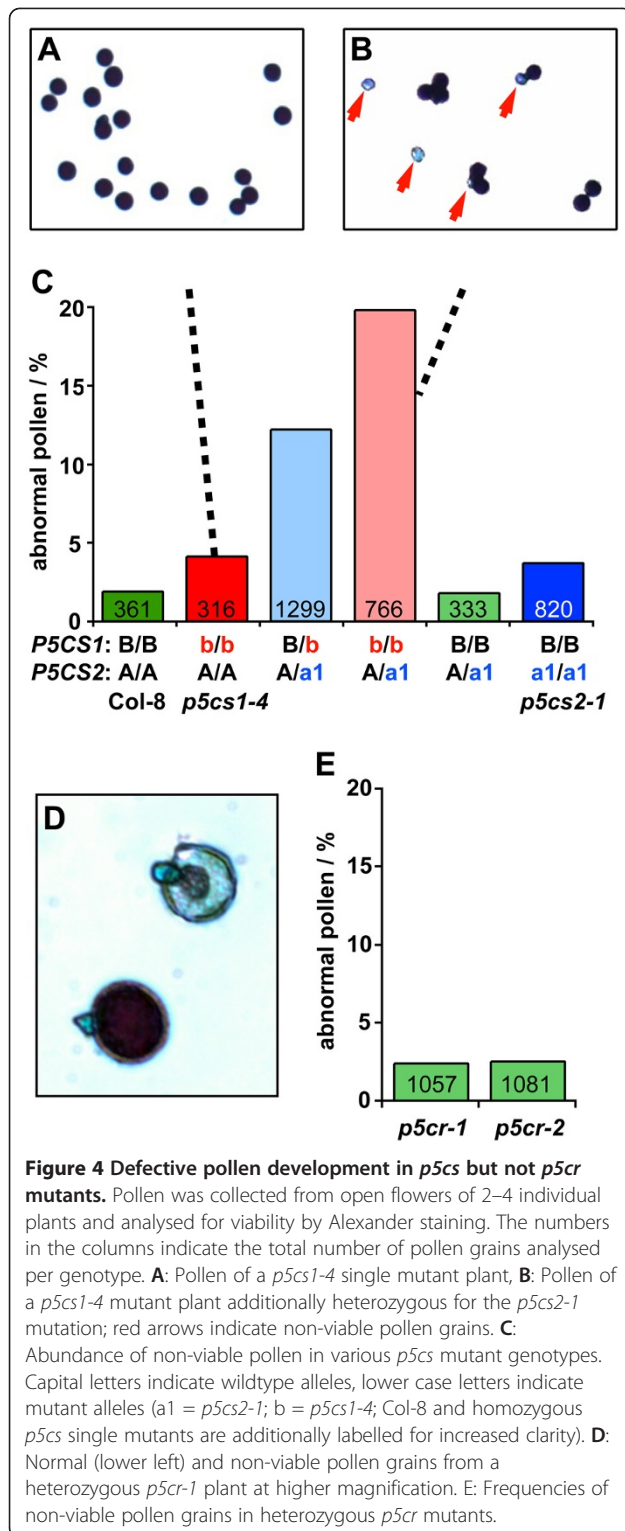 A
B
C
abnormal pollen / %
20
15
10
5
0
361
316
1299
766
333
820
P5CS1: B/B b/b B/b b/b B/B B/B
P5CS2: A/A A/A A/a1 A/a1 A/a1 a1/a1
Col-8 p5cs1-4 p5cs2-1
D
E
abnormal pollen / %
20
15
10
5
0
1057
1081
p5cr-1 p5cr-2
Figure 4 Defective pollen development in p5cs but not p5cr
mutants. Pollen was collected from open flowers of 2–4 individual
plants and analysed for viability by Alexander staining. The numbers
in the columns indicate the total number of pollen grains analysed
per genotype. A: Pollen of a p5cs1-4 single mutant plant, B: Pollen of
a p5cs1-4 mutant plant additionally heterozygous for the p5cs2-1
mutation; red arrows indicate non-viable pollen grains. C:
Abundance of non-viable pollen in various p5cs mutant genotypes.
Capital letters indicate wildtype alleles, lower case letters indicate
mutant alleles (a1 = p5cs2-1; b = p5cs1-4; Col-8 and homozygous
p5cs single mutants are additionally labelled for increased clarity). D:
Normal (lower left) and non-viable pollen grains from a
heterozygous p5cr-1 plant at higher magnification. E: Frequencies of
non-viable pollen grains in heterozygous p5cr mutants.